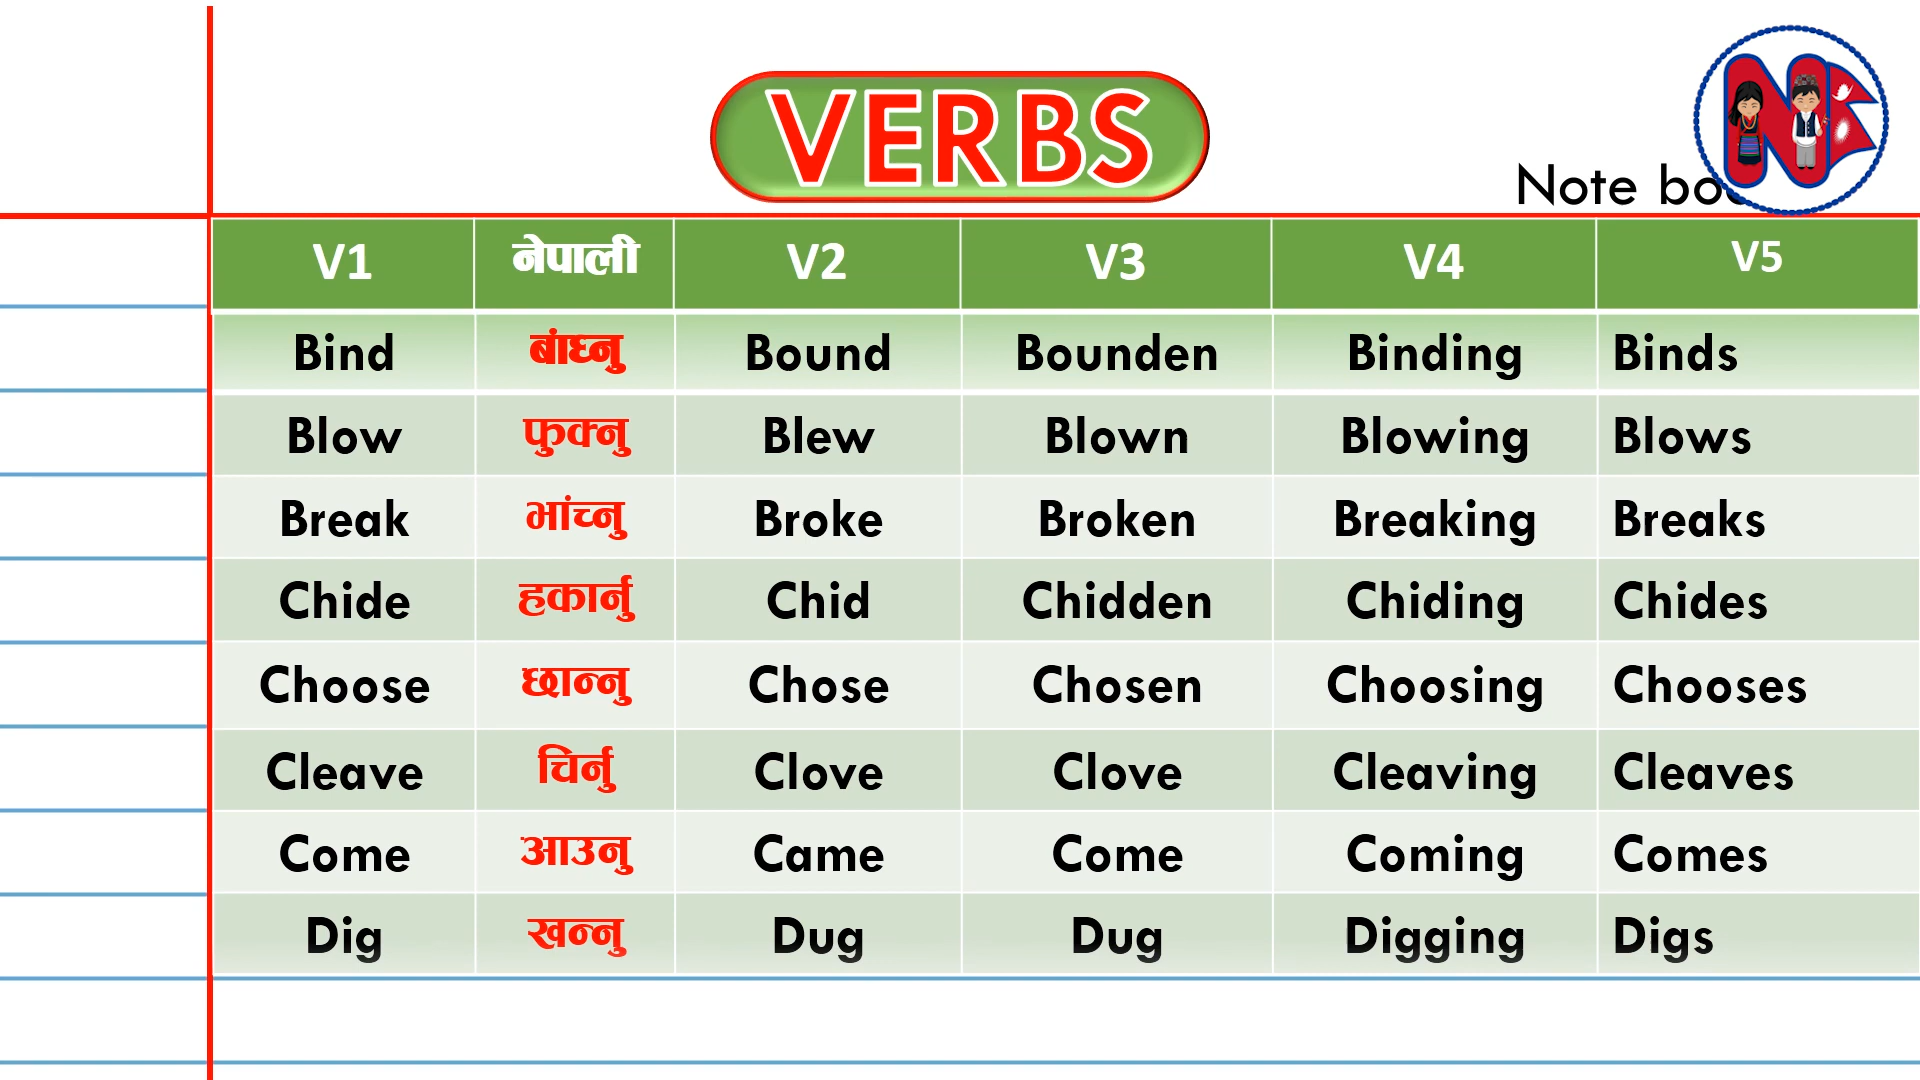 VERBS
Note bo
V1 नेपाली V2 V3 V4 V5
Bind बांध्नु Bound Bounden Binding Binds
Blow फुक्नु Blew Blown Blowing Blows
Break भांच्नु Broke Broken Breaking Breaks
Chide हकार्नु Chid Chidden Chiding Chides
Choose छान्नु Chose Chosen Choosing Chooses
Cleave चिर्नु Clove Clove Cleaving Cleaves
Come आउनु Came Come Coming Comes
Dig खन्नु Dug Dug Digging Digs